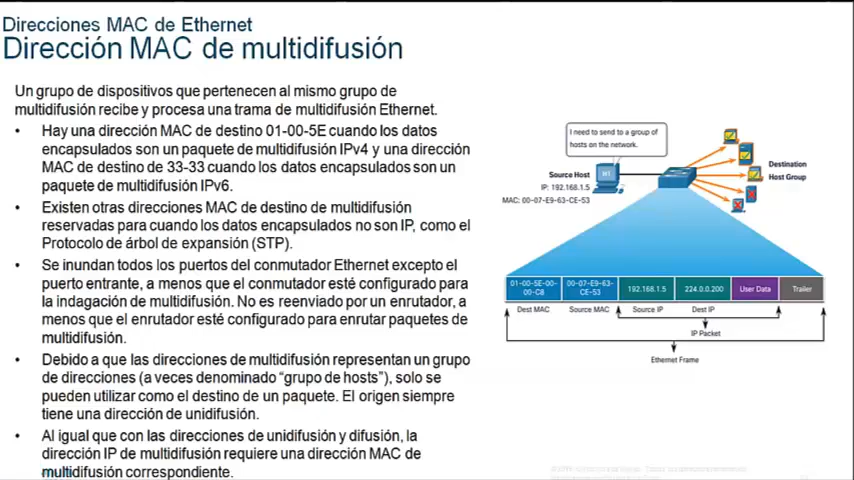 Direcciones MAC de Ethernet
Dirección MAC de multidifusión
Un grupo de dispositivos que pertenecen al mismo grupo de
multidifusión recibe y procesa una trama de multidifusión Ethernet.
• Hay una dirección MAC de destino 01-00-5E cuando los datos
encapsulados son un paquete de multidifusión IPv4 y una dirección
MAC de destino de 33-33 cuando los datos encapsulados son un
paquete de multidifusión IPv6.
• Existen otras direcciones MAC de destino de multidifusión
reservadas para cuando los datos encapsulados no son IP, como el
Protocolo de árbol de expansión (STP).
• Se inundan todos los puertos del conmutador Ethernet excepto el
puerto entrante, a menos que el conmutador esté configurado para
la indagación de multidifusión. No es reenviado por un enrutador, a
menos que el enrutador esté configurado para enrutar paquetes de
multidifusión.
• Debido a que las direcciones de multidifusión representan un grupo
de direcciones (a veces denominado “grupo de hosts”), solo se
pueden utilizar como el destino de un paquete. El origen siempre
tiene una dirección de unidifusión.
• Al igual que con las direcciones de unidifusión y difusión, la
dirección IP de multidifusión requiere una dirección MAC de
multidifusión correspondiente.
I need to send to a group of
hosts on the network.
Source Host
IP: 192.168.1.5
MAC: 00-07-E9-63-CE-53
H1
Destination
Host Group
01-00-5E-00-
00-C8
00-07-E9-63-
CE-53
192.168.1.5
224.0.0.200
User Data
Trailer
Dest MAC
Source MAC
Source IP
Dest IP
IP Packet
Ethernet Frame